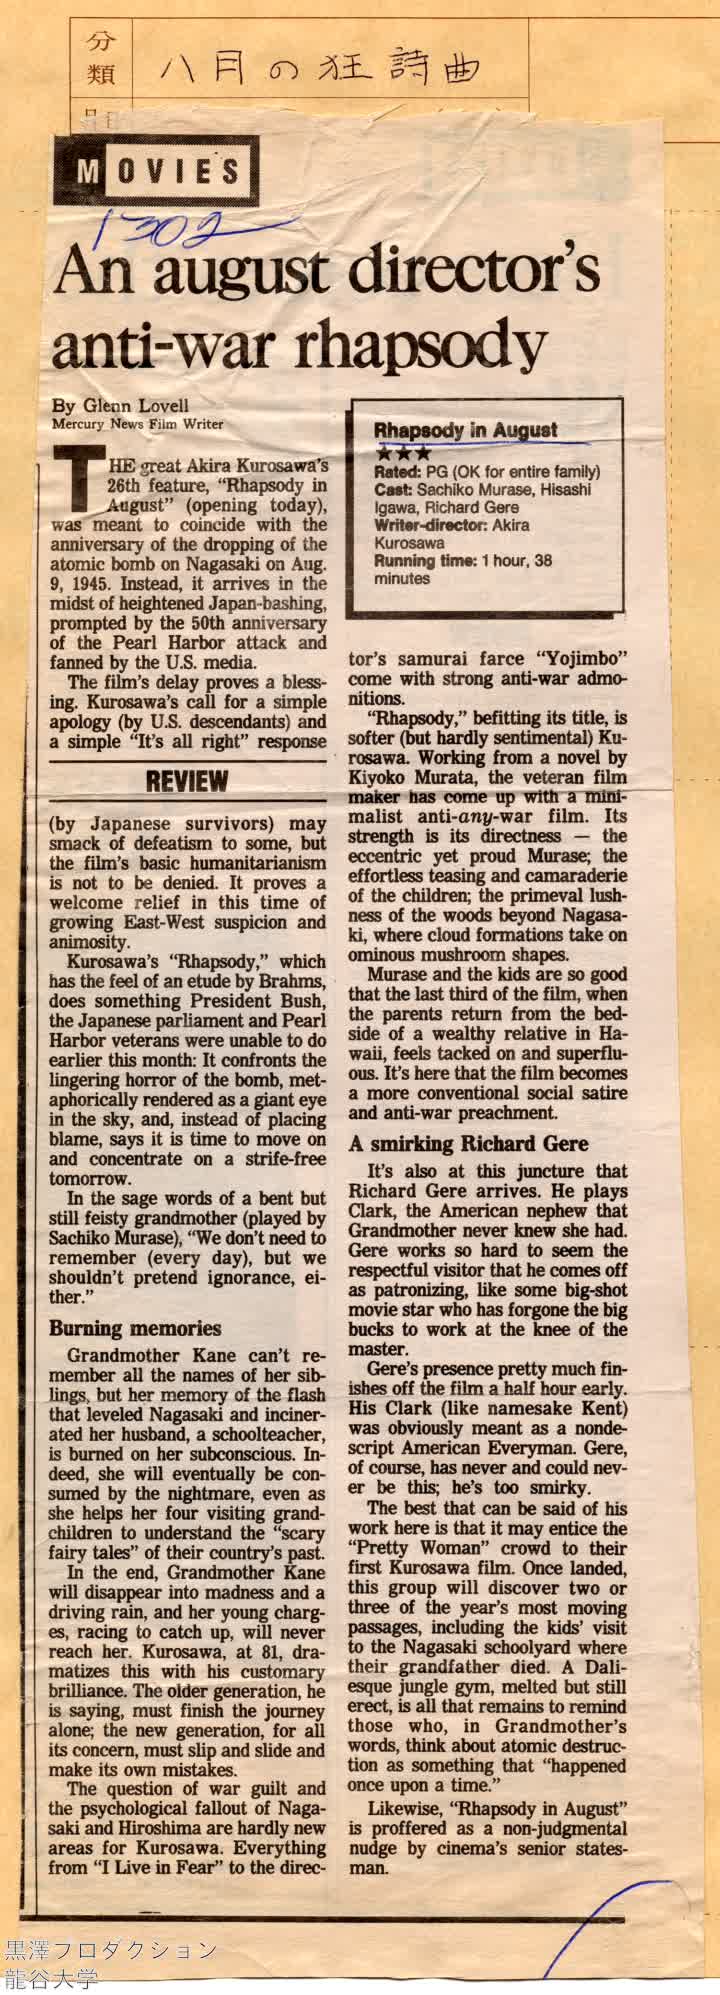 分類
八月の狂詩曲
MOVIES
1302
An august director's
anti-war rhapsody
By Glenn Lovell
Mercury News Film Writer
THE great Akira Kurosawa's
26th feature, “Rhapsody in
August” (opening today),
was meant to coincide with the
anniversary of the dropping of the
atomic bomb on Nagasaki on Aug.
9, 1945. Instead, it arrives in the
midst of heightened Japan-bashing,
prompted by the 50th anniversary
of the Pearl Harbor attack and
fanned by the U.S. media.
The film's delay proves a bless-
ing. Kurosawa's call for a simple
apology (by U.S. descendants) and
a simple “It's all right” response
REVIEW
(by Japanese survivors) may
smack of defeatism to some, but
the film's basic humanitarianism
is not to be denied. It proves a
welcome relief in this time of
growing East-West suspicion and
animosity.
Kurosawa's “Rhapsody,” which
has the feel of an etude by Brahms,
does something President Bush,
the Japanese parliament and Pearl
Harbor veterans were unable to do
earlier this month: It confronts the
lingering horror of the bomb, met-
aphorically rendered as a giant eye
in the sky, and, instead of placing
blame, says it is time to move on
and concentrate on a strife-free
tomorrow.
In the sage words of a bent but
still feisty grandmother (played by
Sachiko Murase), “We don't need to
remember (every day), but we
shouldn't pretend ignorance, ei-
ther.”
Burning memories
Grandmother Kane can't re-
member all the names of her sib-
lings, but her memory of the flash
that leveled Nagasaki and inciner-
ated her husband, a schoolteacher,
is burned on her subconscious. In-
deed, she will eventually be con-
sumed by the nightmare, even as
she helps her four visiting grand-
children to understand the “scary
fairy tales” of their country's past.
In the end, Grandmother Kane
will disappear into madness and a
driving rain, and her young charg-
es, racing to catch up, will never
reach her. Kurosawa, at 81, dra-
matizes this with his customary
brilliance. The older generation, he
is saying, must finish the journey
alone; the new generation, for all
its concern, must slip and slide and
make its own mistakes.
The question of war guilt and
the psychological fallout of Naga-
saki and Hiroshima are hardly new
areas for Kurosawa. Everything
from “I Live in Fear” to the direc-
Rhapsody in August
★★★
Rated: PG (OK for entire family)
Cast: Sachiko Murase, Hisashi
Igawa, Richard Gere
Writer-director: Akira
Kurosawa
Running time: 1 hour, 38
minutes
tor's samurai farce “Yojimbo”
come with strong anti-war admo-
nitions.
“Rhapsody,” befitting its title, is
softer (but hardly sentimental) Ku-
rosawa. Working from a novel by
Kiyoko Murata, the veteran film
maker has come up with a mini-
malist anti-any-war film. Its
strength is its directness — the
eccentric yet proud Murase; the
effortless teasing and camaraderie
of the children; the primeval lush-
ness of the woods beyond Nagasa-
ki, where cloud formations take on
ominous mushroom shapes.
Murase and the kids are so good
that the last third of the film, when
the parents return from the bed-
side of a wealthy relative in Ha-
waii, feels tacked on and superflu-
ous. It's here that the film becomes
a more conventional social satire
and anti-war preachment.
A smirking Richard Gere
It's also at this juncture that
Richard Gere arrives. He plays
Clark, the American nephew that
Grandmother never knew she had.
Gere works so hard to seem the
respectful visitor that he comes off
as patronizing, like some big-shot
movie star who has forgone the big
bucks to work at the knee of the
master.
Gere's presence pretty much fin-
ishes off the film a half hour early.
His Clark (like namesake Kent)
was obviously meant as a nonde-
script American Everyman. Gere,
of course, has never and could nev-
er be this; he's too smirky.
The best that can be said of his
work here is that it may entice the
“Pretty Woman” crowd to their
first Kurosawa film. Once landed,
this group will discover two or
three of the year's most moving
passages, including the kids' visit
to the Nagasaki schoolyard where
their grandfather died. A Dali-
esque jungle gym, melted but still
erect, is all that remains to remind
those who, in Grandmother's
words, think about atomic destruc-
tion as something that “happened
once upon a time.”
Likewise, “Rhapsody in August”
is proffered as a non-judgmental
nudge by cinema's senior states-
man.
黒澤プロダクション
龍谷大学